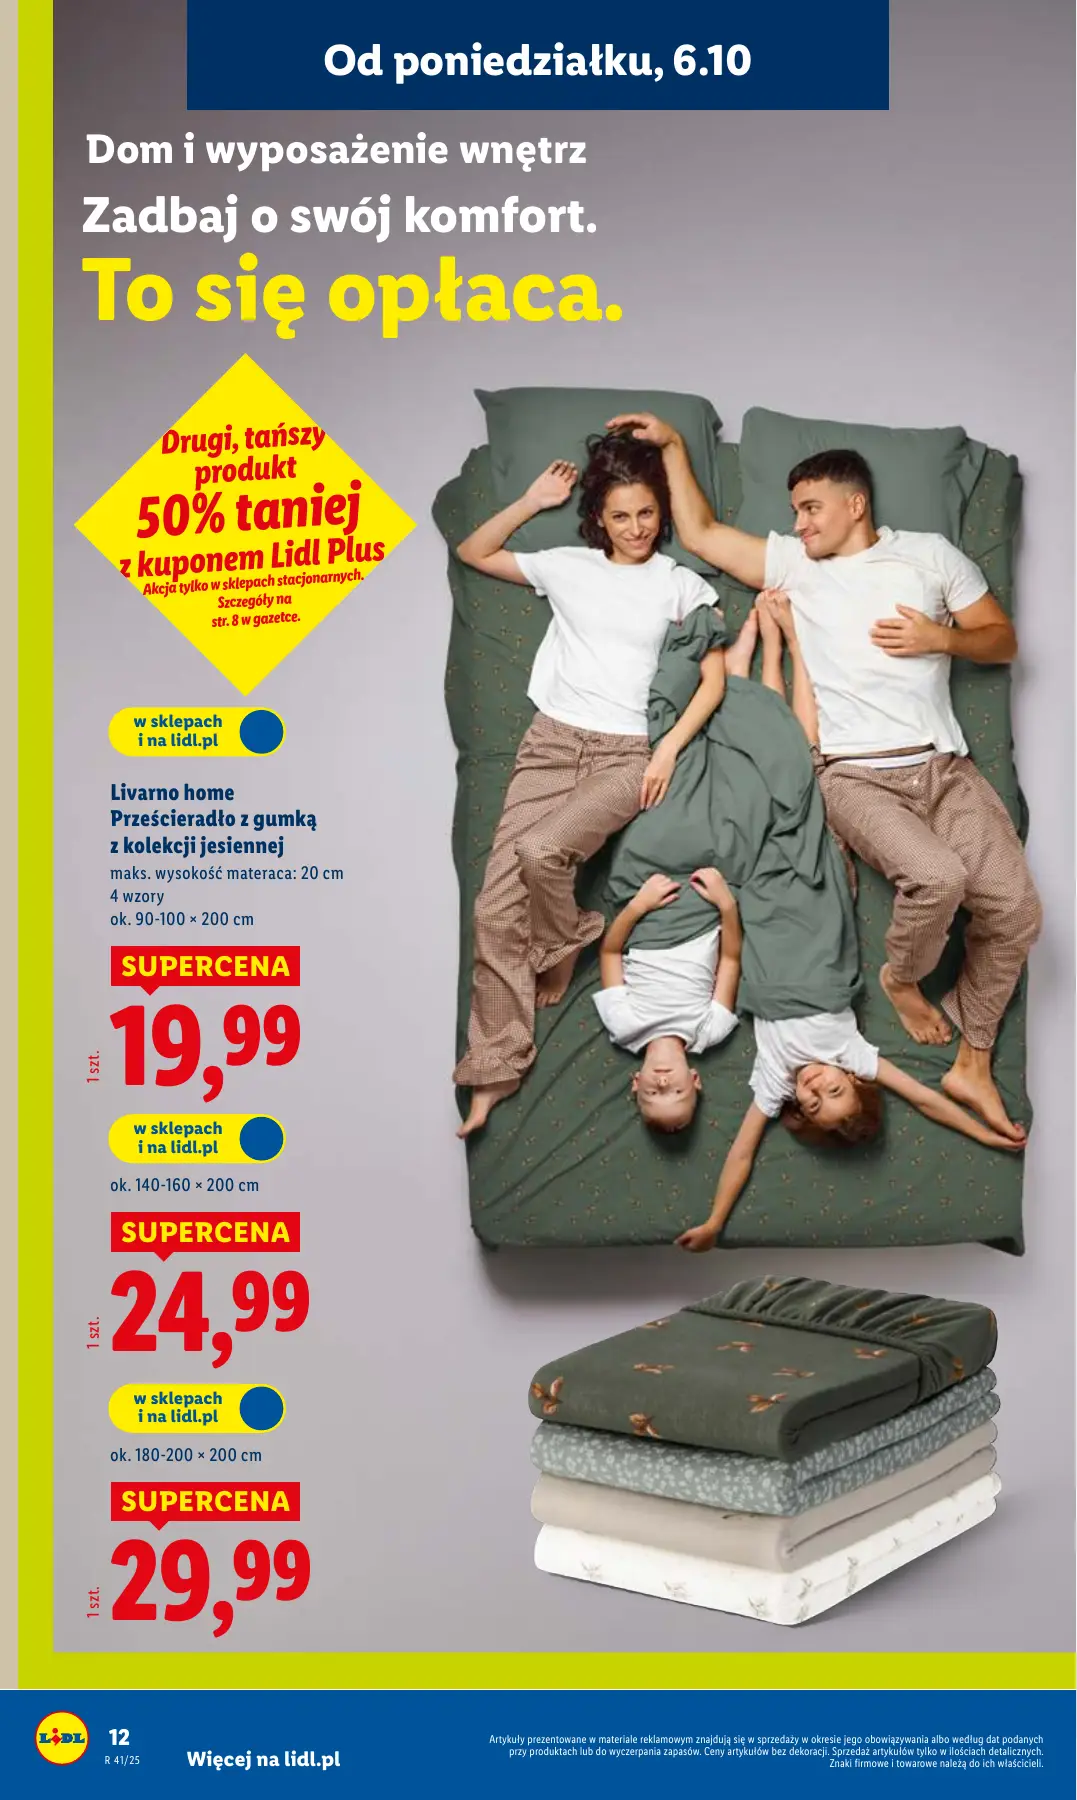 Od poniedziałku, 6.10
Dom i wyposażenie wnętrz
Zadbaj o swój komfort.
To się opłaca.
Drugi, tańszy
produkt
50% taniej
z kuponem Lidl Plus
Akcja tylko w sklepach stacjonarnych.
Szczegóły na
str. 8 w gazetce.
w sklepach
i na lidl.pl
Livarno home
Prześcieradło z gumką
z kolekcji jesiennej
maks. wysokość materaca: 20 cm
4 wzory
ok. 90-100 × 200 cm
SUPERCENA
1 szt.
19,99
w sklepach
i na lidl.pl
ok. 140-160 × 200 cm
SUPERCENA
1 szt.
24,99
w sklepach
i na lidl.pl
ok. 180-200 × 200 cm
SUPERCENA
1 szt.
29,99
LIDL
12
R 41/25
Więcej na lidl.pl
Artykuły prezentowane w materiale reklamowym znajdują się w sprzedaży w okresie jego obowiązywania albo według dat podanych
przy produktach lub do wyczerpania zapasów. Ceny artykułów bez dekoracji. Sprzedaż artykułów tylko w ilościach detalicznych.
Znaki firmowe i towarowe należą do ich właścicieli.